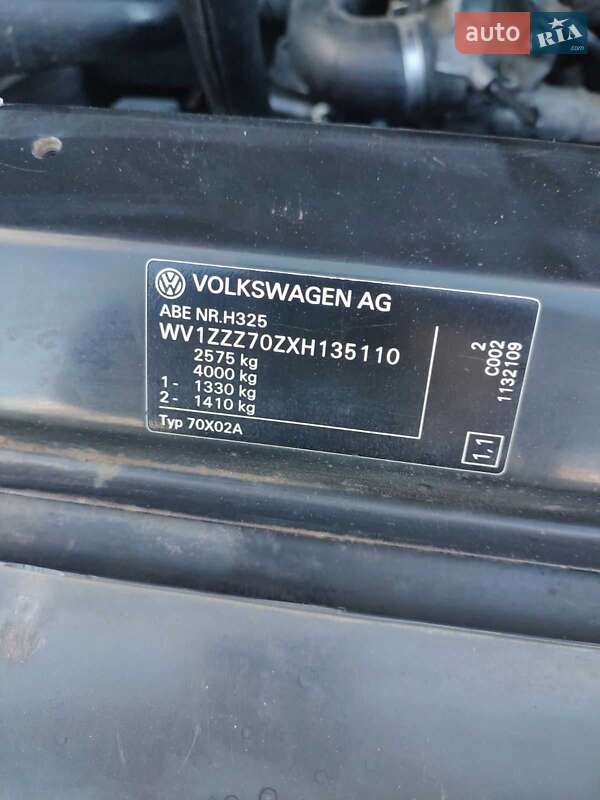 auto RIA
.com
VOLKSWAGEN AG
ABE NR.H325
WV1ZZZ70ZXH135110
2575 kg
4000 kg
1- 1330 kg
2- 1410 kg
Typ 70X02A
2
C002
1132109
1,1